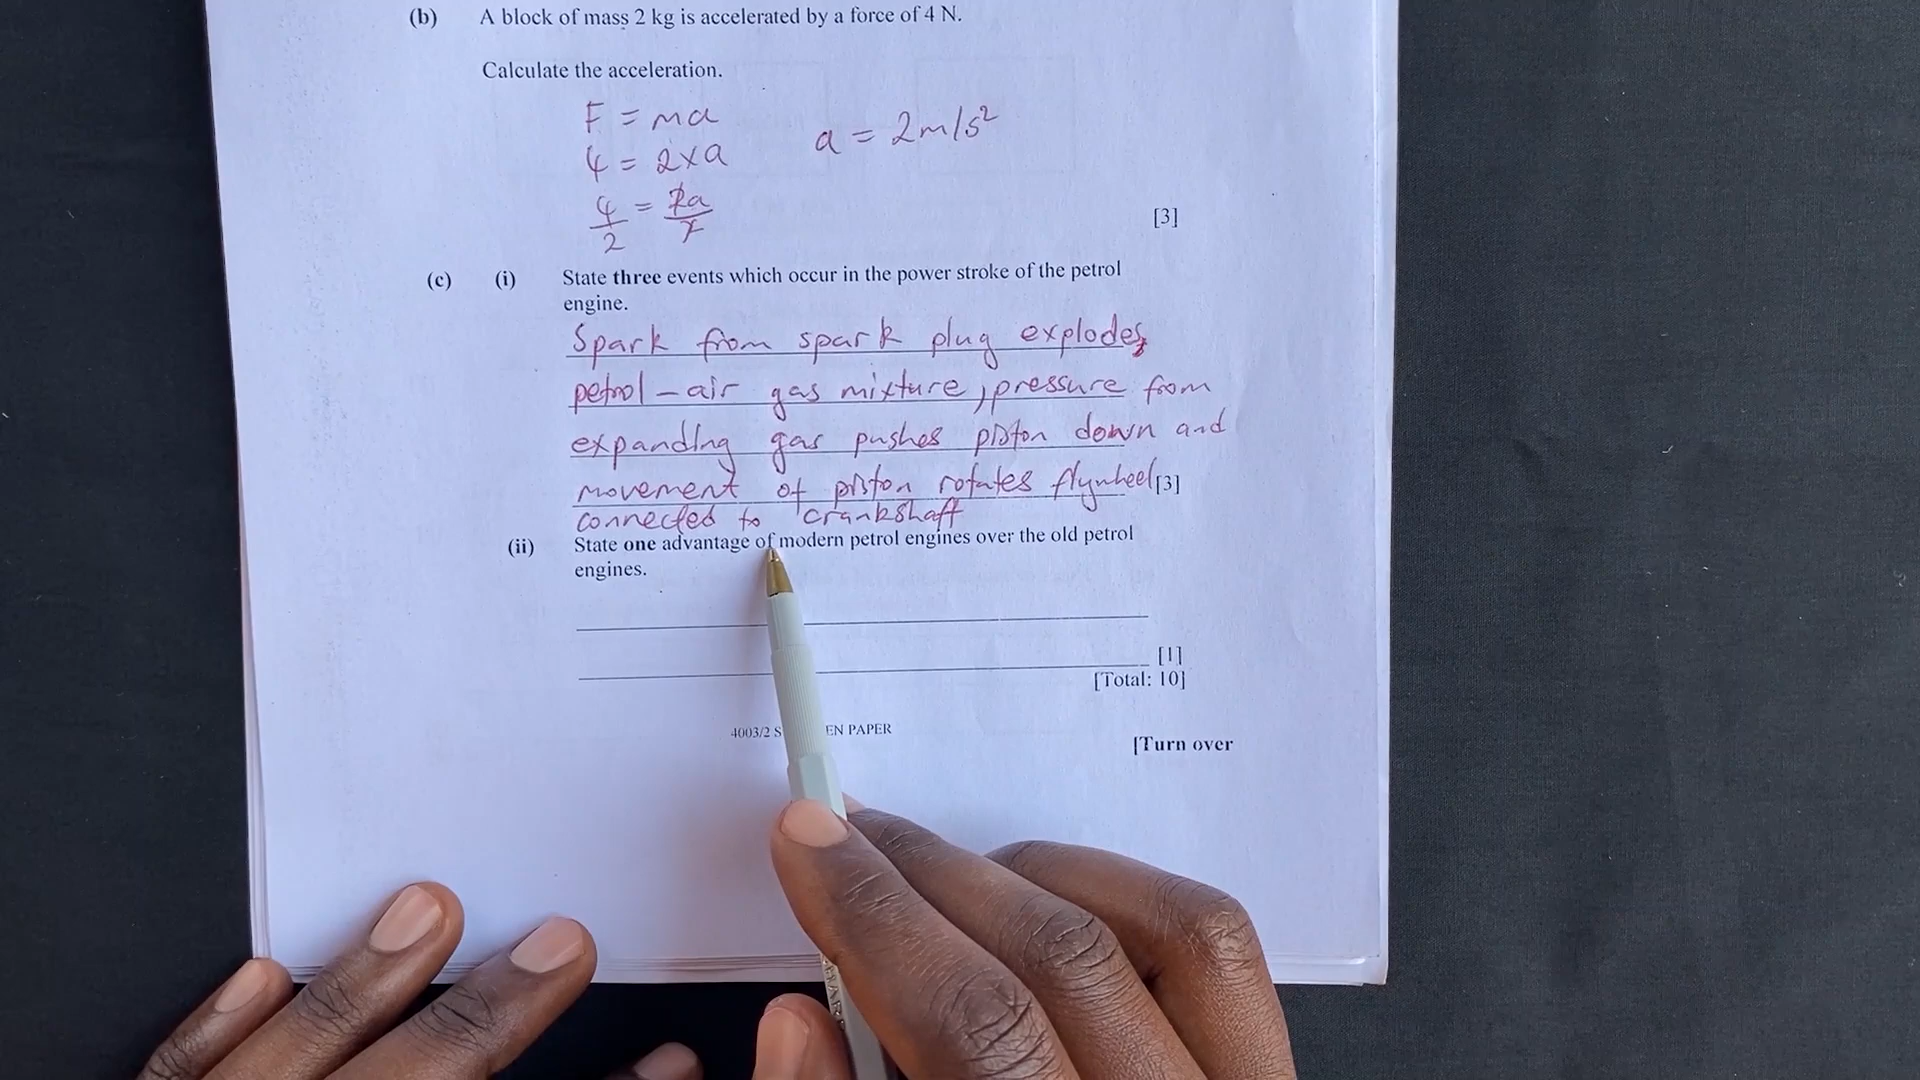 (b) A block of mass 2 kg is accelerated by a force of 4 N.
Calculate the acceleration.
F = ma
4 = 2 x a
4/2 = 2a/2
a = 2m/s²
[3]
(c) (i) State three events which occur in the power stroke of the petrol
engine.
Spark from spark plug explodes,
petrol – air gas mixture, pressure from
expanding gas pushes piston down and
movement of piston rotates flywheel [3]
connected to crankshaft
(ii) State one advantage of modern petrol engines over the old petrol
engines.
[1]
[Total: 10]
4003/2 S EN PAPER
[Turn over